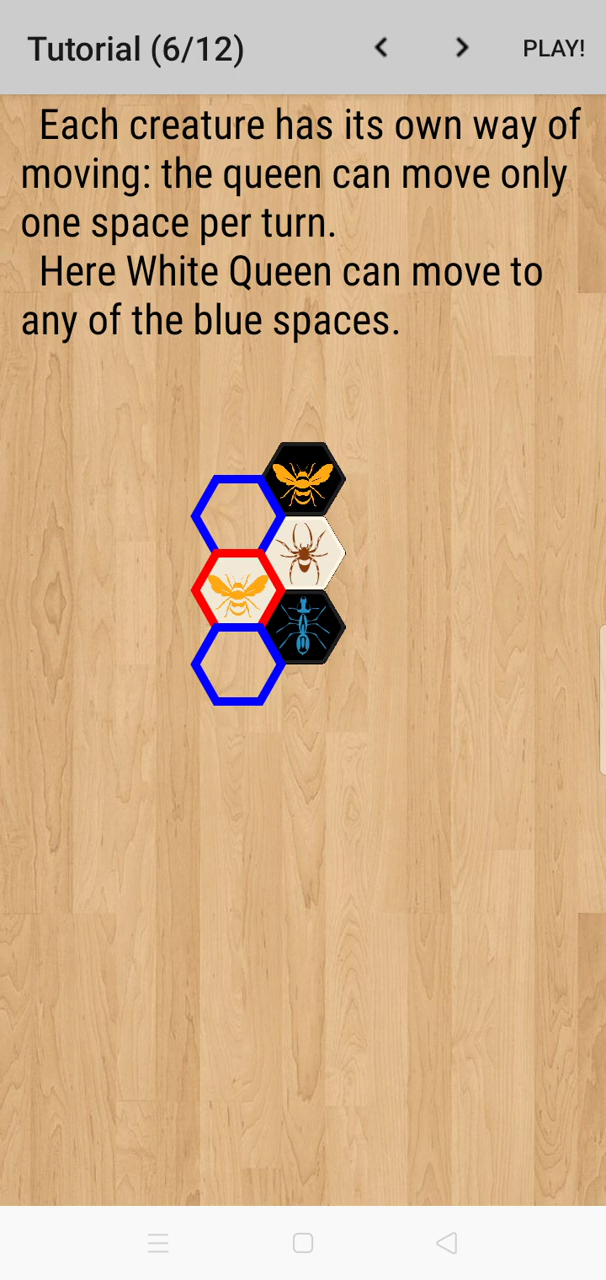 Tutorial (6/12)
PLAY!
Each creature has its own way of
moving: the queen can move only
one space per turn.
Here White Queen can move to
any of the blue spaces.